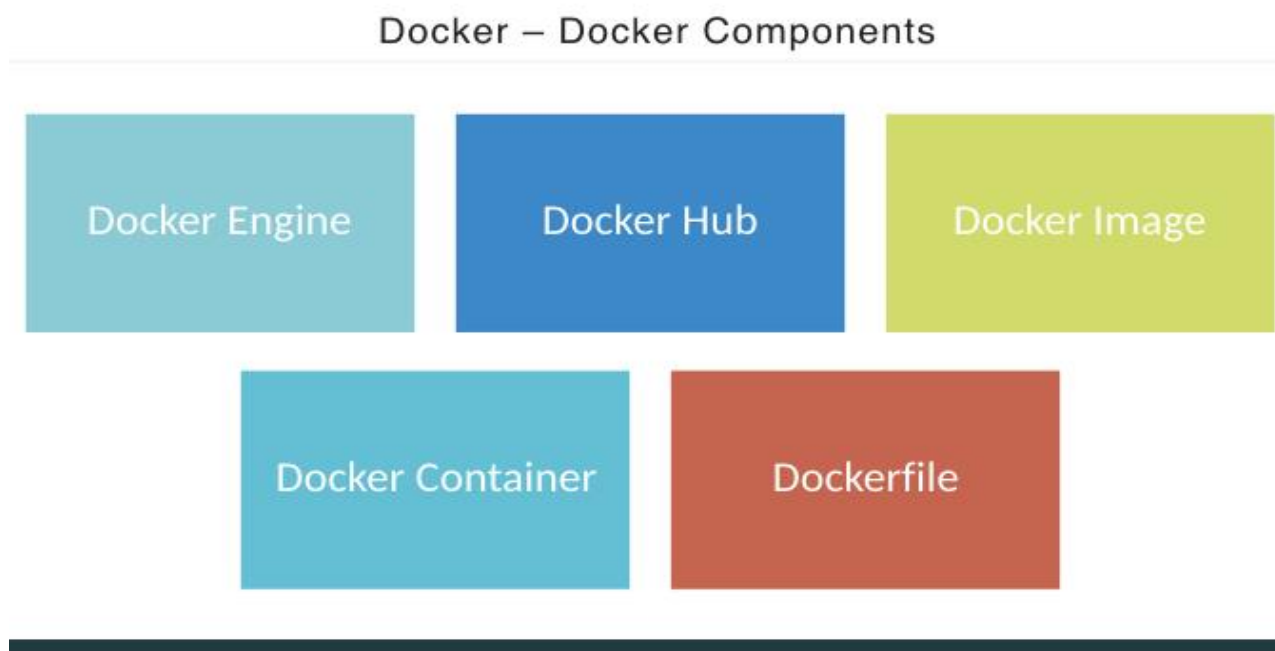 Docker – Docker Components
Docker Engine
Docker Hub
Docker Image
Docker Container
Dockerfile